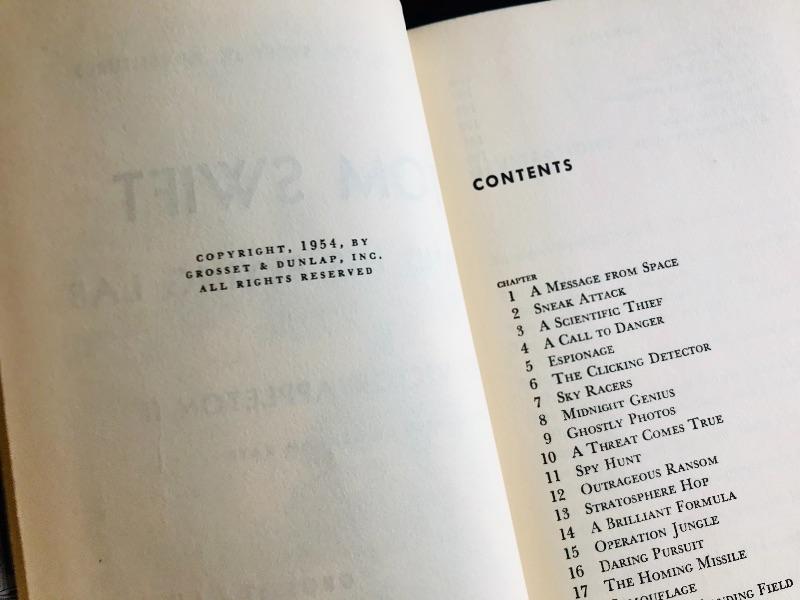 COPYRIGHT, 1954, BY
GROSSET & DUNLAP, INC.
ALL RIGHTS RESERVED
CONTENTS
CHAPTER
1 A MESSAGE FROM SPACE
2 SNEAK ATTACK
3 A SCIENTIFIC THIEF
4 A CALL TO DANGER
5 ESPIONAGE
6 THE CLICKING DETECTOR
7 SKY RACERS
8 MIDNIGHT GENIUS
9 GHOSTLY PHOTOS
10 A THREAT COMES TRUE
11 SPY HUNT
12 OUTRAGEOUS RANSOM
13 STRATOSPHERE HOP
14 A BRILLIANT FORMULA
15 OPERATION JUNGLE
16 DARING PURSUIT
17 THE HOMING MISSILE
FIELD